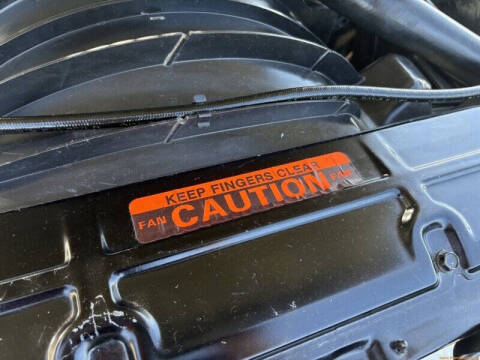 KEEP FINGERS CLEAR
FAN CAUTION FAN